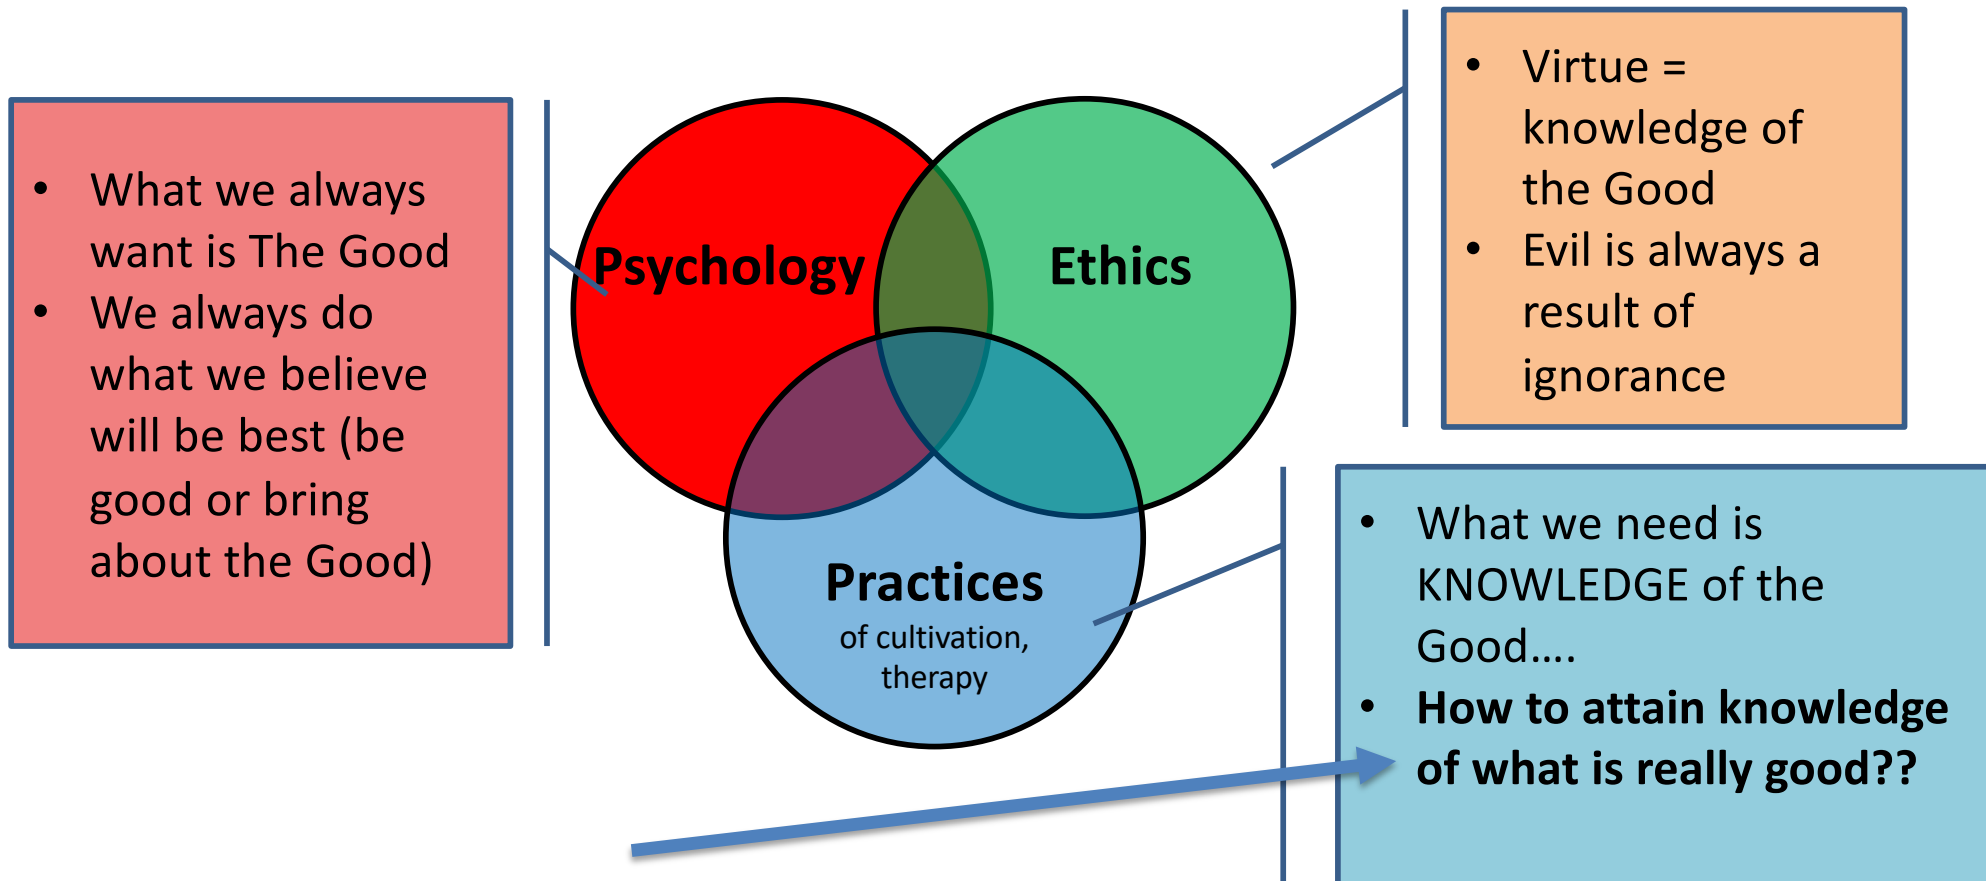 • What we always
want is The Good
• We always do
what we believe
will be best (be
good or bring
about the Good)
Psychology
Ethics
Practices
of cultivation,
therapy
• Virtue =
knowledge of
the Good
• Evil is always a
result of
ignorance
• What we need is
KNOWLEDGE of the
Good….
• How to attain knowledge
of what is really good??